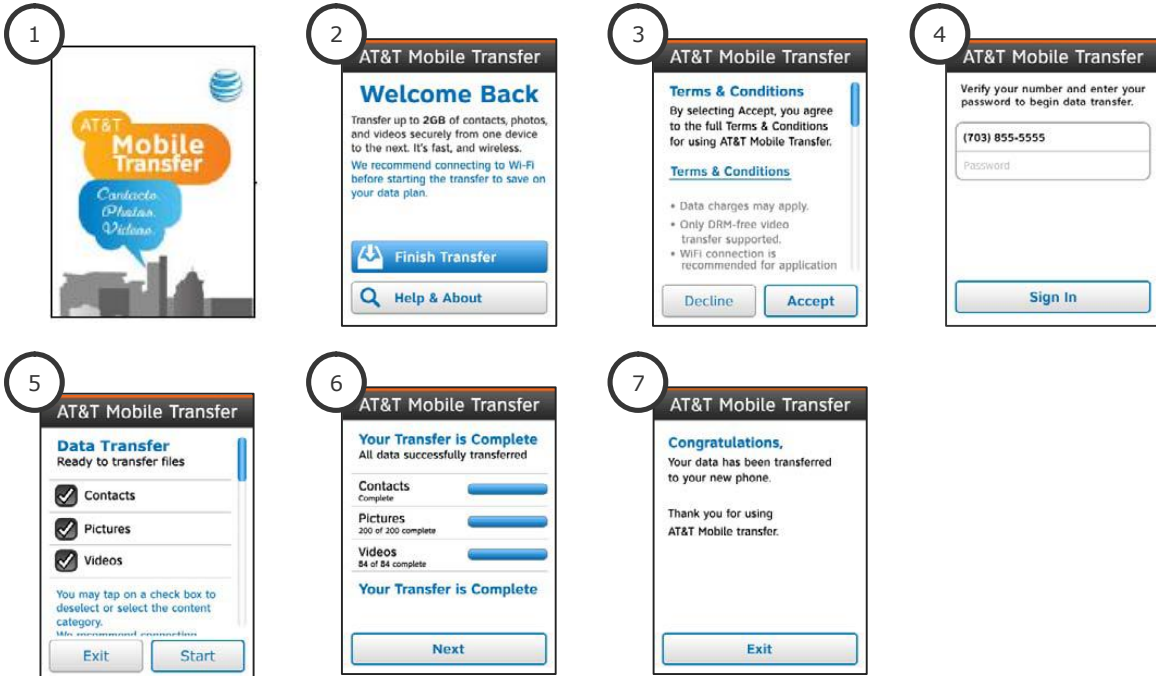 1
AT&T
Mobile
Transfer
Contacts.
Photos.
Videos.
2
AT&T Mobile Transfer
Welcome Back
Transfer up to 2GB of contacts, photos,
and videos securely from one device
to the next. It's fast, and wireless.
We recommend connecting to Wi-Fi
before starting the transfer to save on
your data plan.
Finish Transfer
Help & About
3
AT&T Mobile Transfer
Terms & Conditions
By selecting Accept, you agree
to the full Terms & Conditions
for using AT&T Mobile Transfer.
Terms & Conditions
• Data charges may apply.
• Only DRM-free video
transfer supported.
• WiFi connection is
recommended for application
Decline
Accept
4
AT&T Mobile Transfer
Verify your number and enter your
password to begin data transfer.
(703) 855-5555
Password
Sign In
5
AT&T Mobile Transfer
Data Transfer
Ready to transfer files
Contacts
Pictures
Videos
You may tap on a check box to
deselect or select the content
category.
We recommend connecting
Exit
Start
6
AT&T Mobile Transfer
Your Transfer is Complete
All data successfully transferred
Contacts
Complete
Pictures
200 of 200 complete
Videos
84 of 84 complete
Your Transfer is Complete
Next
7
AT&T Mobile Transfer
Congratulations,
Your data has been transferred
to your new phone.
Thank you for using
AT&T Mobile transfer.
Exit